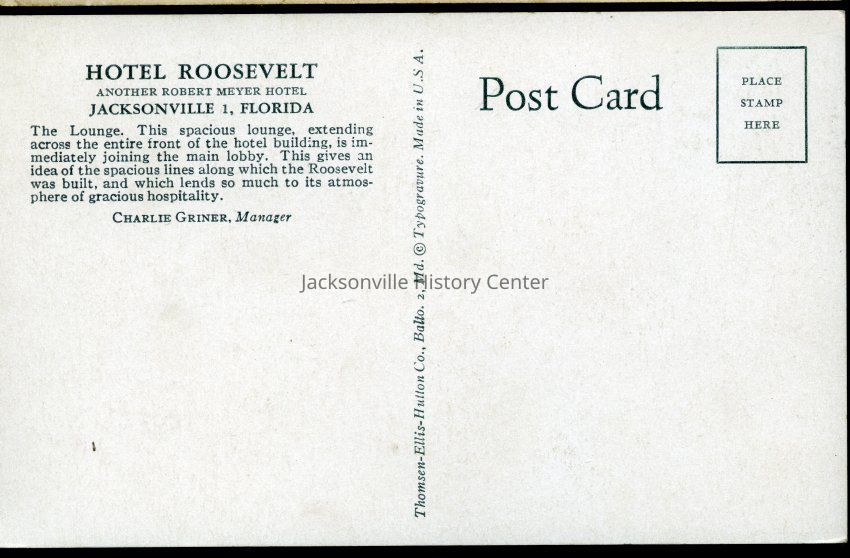 HOTEL ROOSEVELT
ANOTHER ROBERT MEYER HOTEL
JACKSONVILLE 1, FLORIDA
The Lounge. This spacious lounge, extending
across the entire front of the hotel building, is im-
mediately joining the main lobby. This gives an
idea of the spacious lines along which the Roosevelt
was built, and which lends so much to its atmos-
phere of gracious hospitality.
CHARLIE GRINER, Manager
Thomsen-Ellis-Hutton Co., Balto. 2, Md. © Typogravure. Made in U.S.A.
Post Card
PLACE
STAMP
HERE
Jacksonville History Center